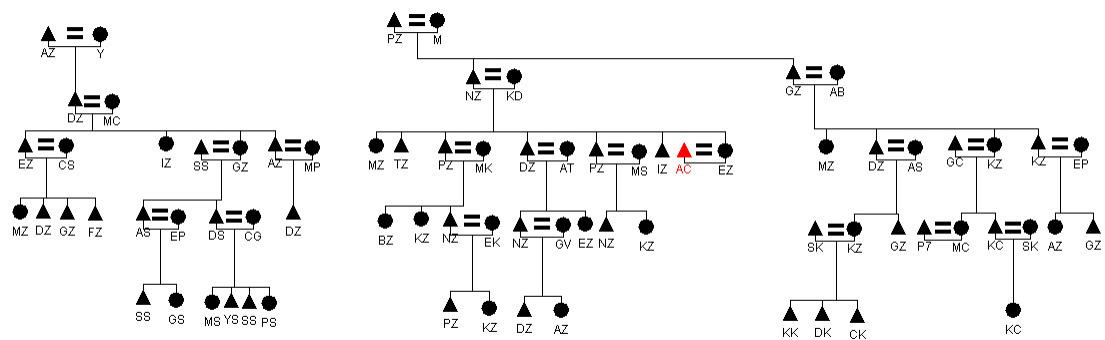 PZ M
AZ Y
NZ KD GZ AB
DZ MC
EZ CS IZ SS GZ AZ MP MZ TZ PZ MK DZ AT PZ MS IZ AC EZ MZ DZ AS GC KZ KZ EP
MZ DZ GZ FZ AS EP DS CG DZ BZ KZ NZ EK NZ GV EZ NZ KZ SK KZ GZ P7 MC KC SK AZ GZ
SS GS MS YS SS PS PZ KZ DZ AZ KK DK CK KC